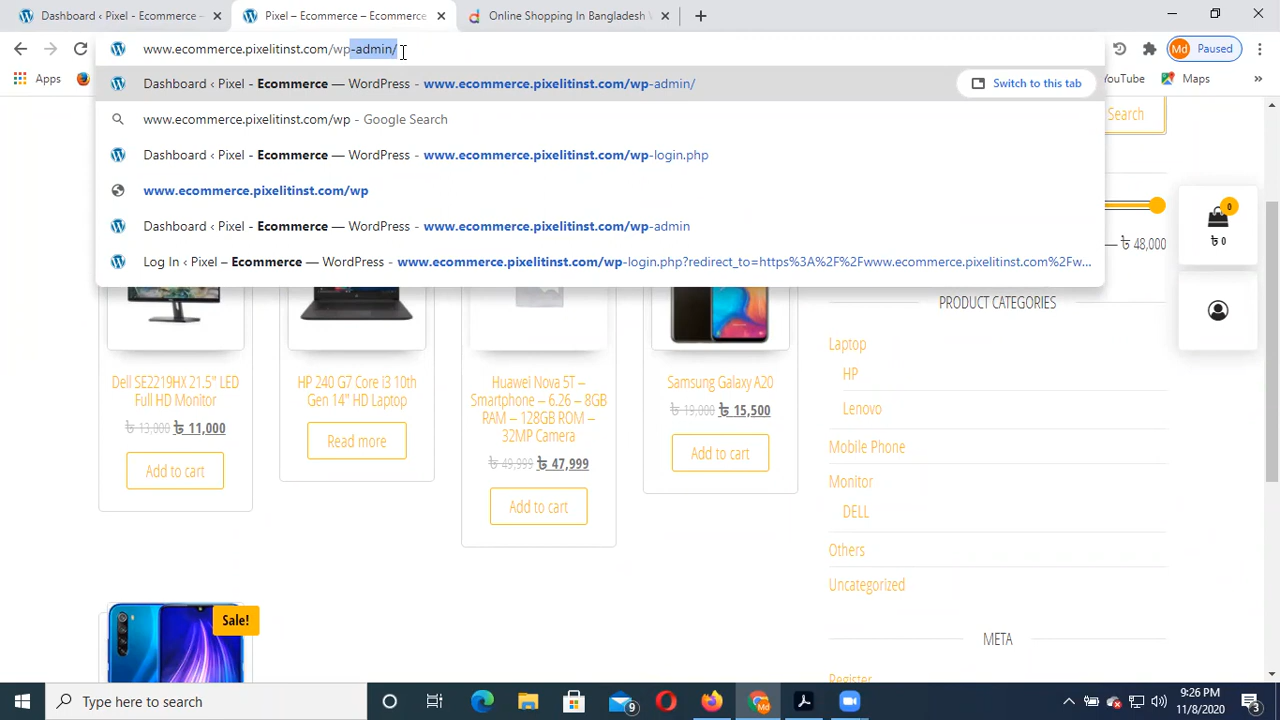 Dashboard ‹ Pixel - Ecommerce
Pixel – Ecommerce – Ecommerce
Online Shopping In Bangladesh
www.ecommerce.pixelitinst.com/wp-admin/
Md Paused
Apps
YouTube
Maps
»
Dashboard ‹ Pixel - Ecommerce — WordPress - www.ecommerce.pixelitinst.com/wp-admin/
Switch to this tab
www.ecommerce.pixelitinst.com/wp - Google Search
Dashboard ‹ Pixel - Ecommerce — WordPress - www.ecommerce.pixelitinst.com/wp-login.php
www.ecommerce.pixelitinst.com/wp
Dashboard ‹ Pixel - Ecommerce — WordPress - www.ecommerce.pixelitinst.com/wp-admin
Log In ‹ Pixel – Ecommerce — WordPress - www.ecommerce.pixelitinst.com/wp-login.php?redirect_to=https%3A%2F%2Fwww.ecommerce.pixelitinst.com%2Fw...
Search
— ৳ 48,000
0
৳ 0
Dell SE2219HX 21.5" LED
Full HD Monitor
৳ 13,000 ৳ 11,000
Add to cart
HP 240 G7 Core i3 10th
Gen 14" HD Laptop
Read more
Huawei Nova 5T –
Smartphone – 6.26 – 8GB
RAM – 128GB ROM –
32MP Camera
৳ 49,999 ৳ 47,999
Add to cart
Samsung Galaxy A20
৳ 19,000 ৳ 15,500
Add to cart
Sale!
PRODUCT CATEGORIES
Laptop
HP
Lenovo
Mobile Phone
Monitor
DELL
Others
Uncategorized
META
Register
Type here to search
9
9:26 PM
11/8/2020
3